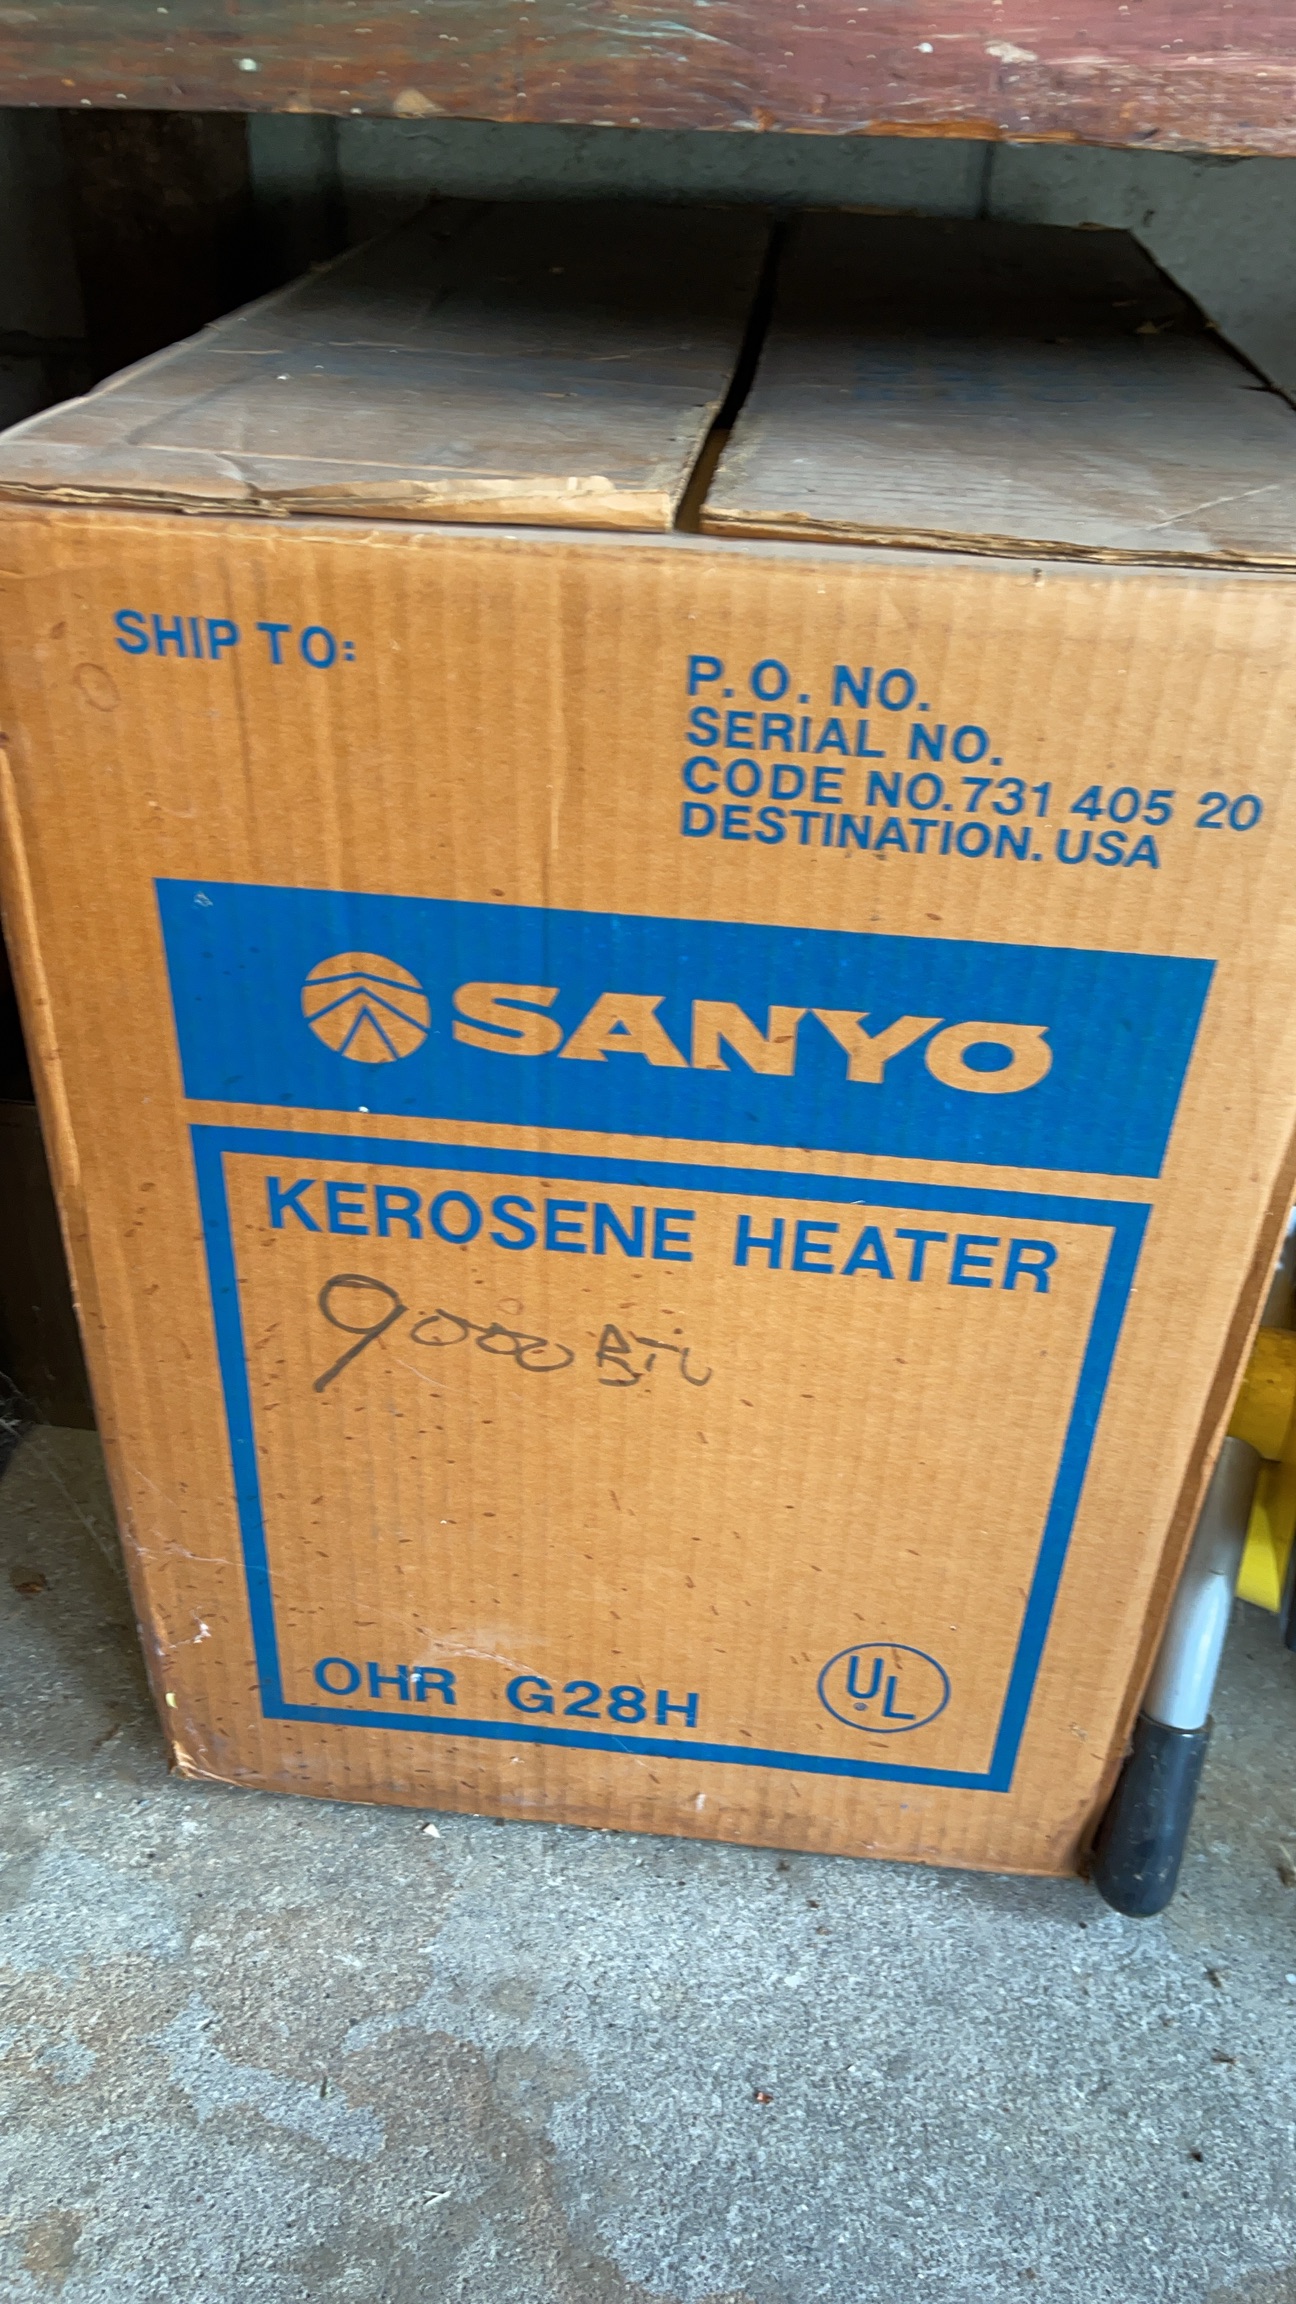 SHIP TO:
P. O. NO.
SERIAL NO.
CODE NO. 731 405 20
DESTINATION. USA
SANYO
KEROSENE HEATER
9000 BTU
OHR G28H
UL